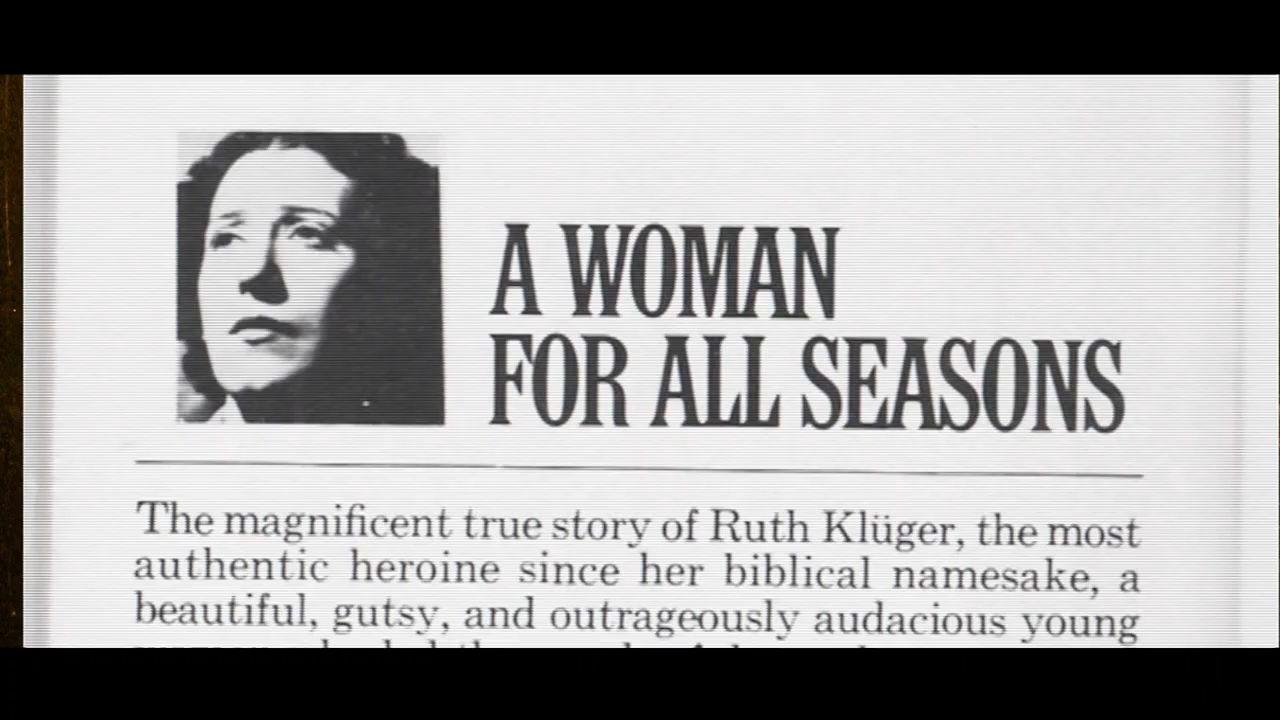 A WOMAN
FOR ALL SEASONS
The magnificent true story of Ruth Klüger, the most
authentic heroine since her biblical namesake, a
beautiful, gutsy, and outrageously audacious young